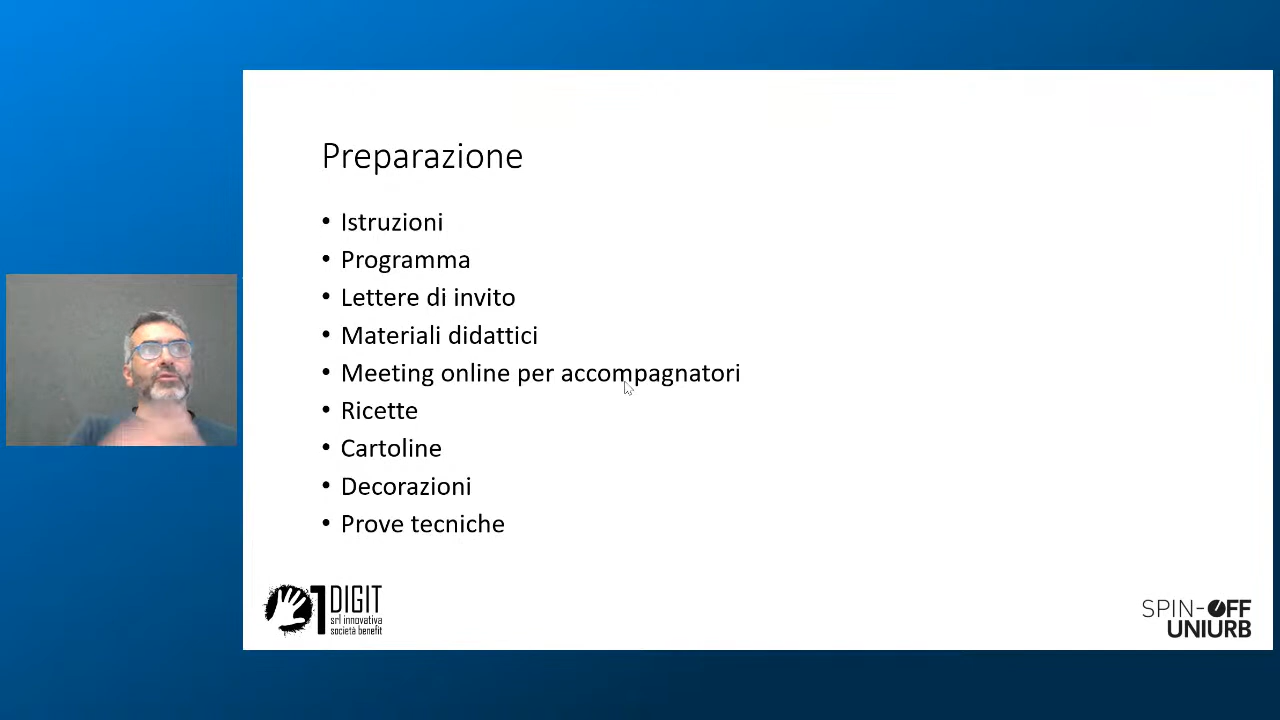 Preparazione
• Istruzioni
• Programma
• Lettere di invito
• Materiali didattici
• Meeting online per accompagnatori
• Ricette
• Cartoline
• Decorazioni
• Prove tecniche
1 DIGIT
srl innovativa
società benefit
SPIN-OFF
UNIURB